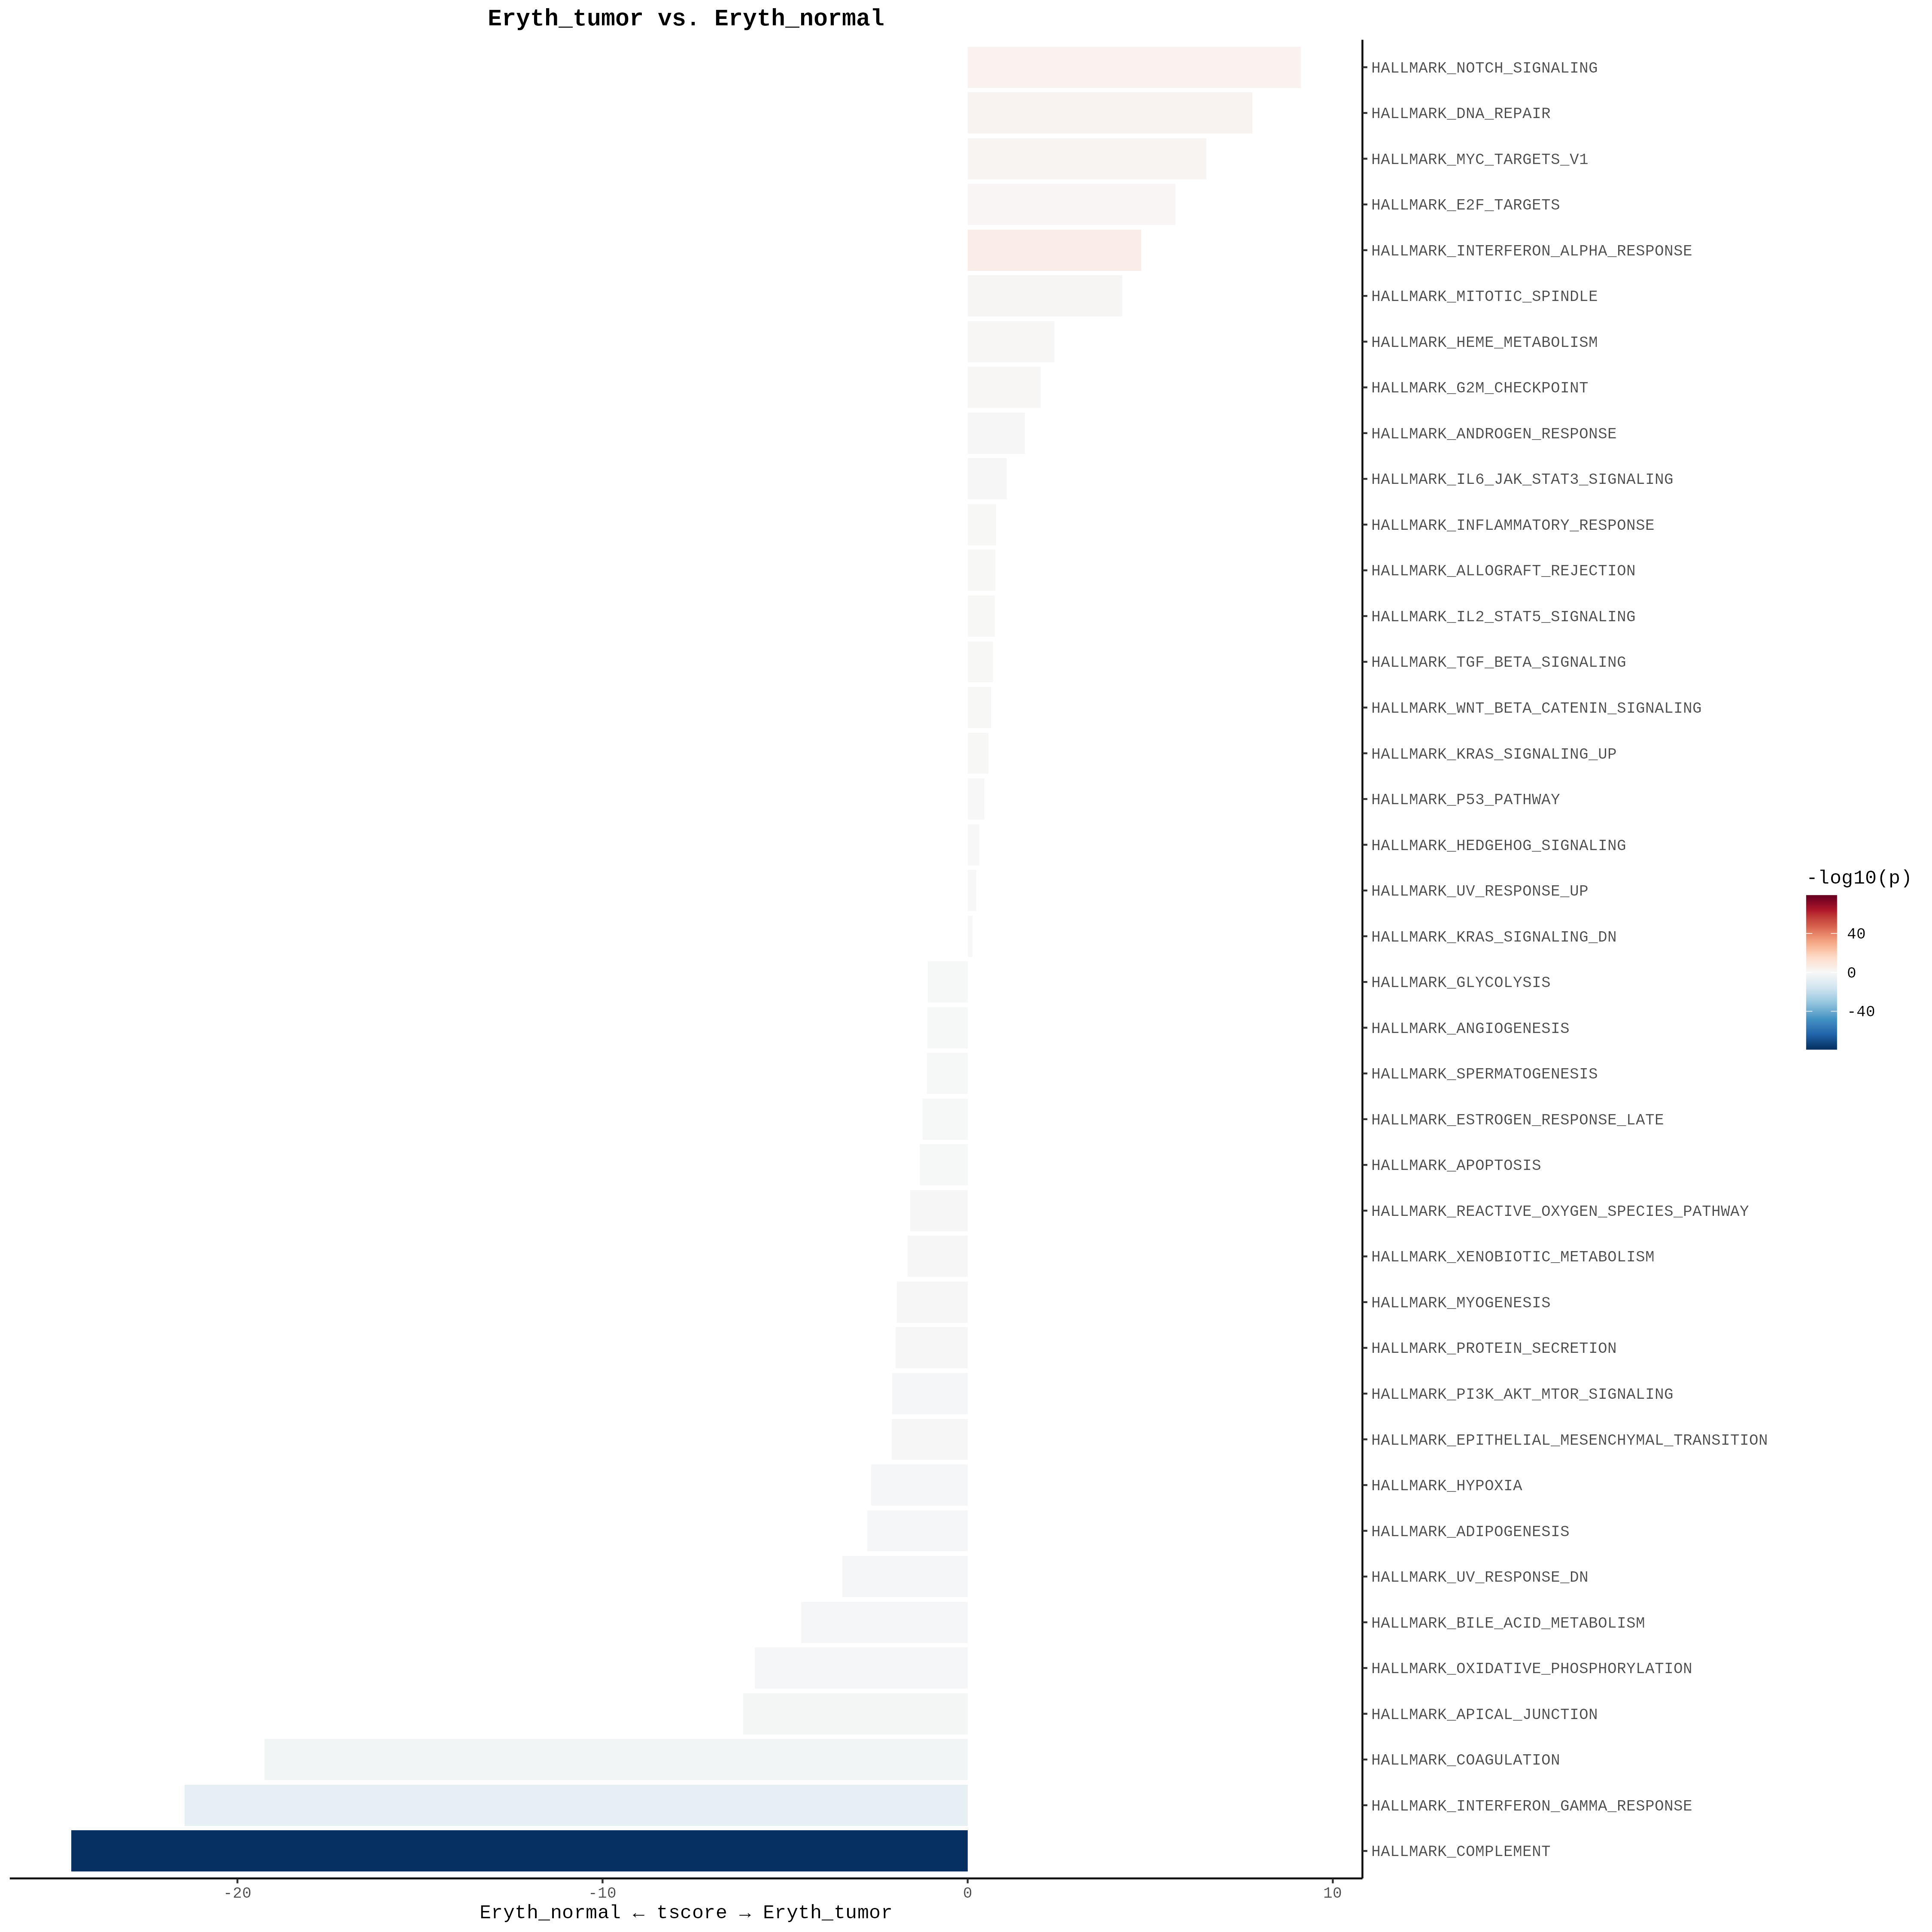 Eryth_tumor vs. Eryth_normal
HALLMARK_NOTCH_SIGNALING
HALLMARK_DNA_REPAIR
HALLMARK_MYC_TARGETS_V1
HALLMARK_E2F_TARGETS
HALLMARK_INTERFERON_ALPHA_RESPONSE
HALLMARK_MITOTIC_SPINDLE
HALLMARK_HEME_METABOLISM
HALLMARK_G2M_CHECKPOINT
HALLMARK_ANDROGEN_RESPONSE
HALLMARK_IL6_JAK_STAT3_SIGNALING
HALLMARK_INFLAMMATORY_RESPONSE
HALLMARK_ALLOGRAFT_REJECTION
HALLMARK_IL2_STAT5_SIGNALING
HALLMARK_TGF_BETA_SIGNALING
HALLMARK_WNT_BETA_CATENIN_SIGNALING
HALLMARK_KRAS_SIGNALING_UP
HALLMARK_P53_PATHWAY
HALLMARK_HEDGEHOG_SIGNALING
HALLMARK_UV_RESPONSE_UP
HALLMARK_KRAS_SIGNALING_DN
HALLMARK_GLYCOLYSIS
HALLMARK_ANGIOGENESIS
HALLMARK_SPERMATOGENESIS
HALLMARK_ESTROGEN_RESPONSE_LATE
HALLMARK_APOPTOSIS
HALLMARK_REACTIVE_OXYGEN_SPECIES_PATHWAY
HALLMARK_XENOBIOTIC_METABOLISM
HALLMARK_MYOGENESIS
HALLMARK_PROTEIN_SECRETION
HALLMARK_PI3K_AKT_MTOR_SIGNALING
HALLMARK_EPITHELIAL_MESENCHYMAL_TRANSITION
HALLMARK_HYPOXIA
HALLMARK_ADIPOGENESIS
HALLMARK_UV_RESPONSE_DN
HALLMARK_BILE_ACID_METABOLISM
HALLMARK_OXIDATIVE_PHOSPHORYLATION
HALLMARK_APICAL_JUNCTION
HALLMARK_COAGULATION
HALLMARK_INTERFERON_GAMMA_RESPONSE
HALLMARK_COMPLEMENT
-20 -10 0 10
Eryth_normal ← tscore → Eryth_tumor
-log10(p)
40
0
-40